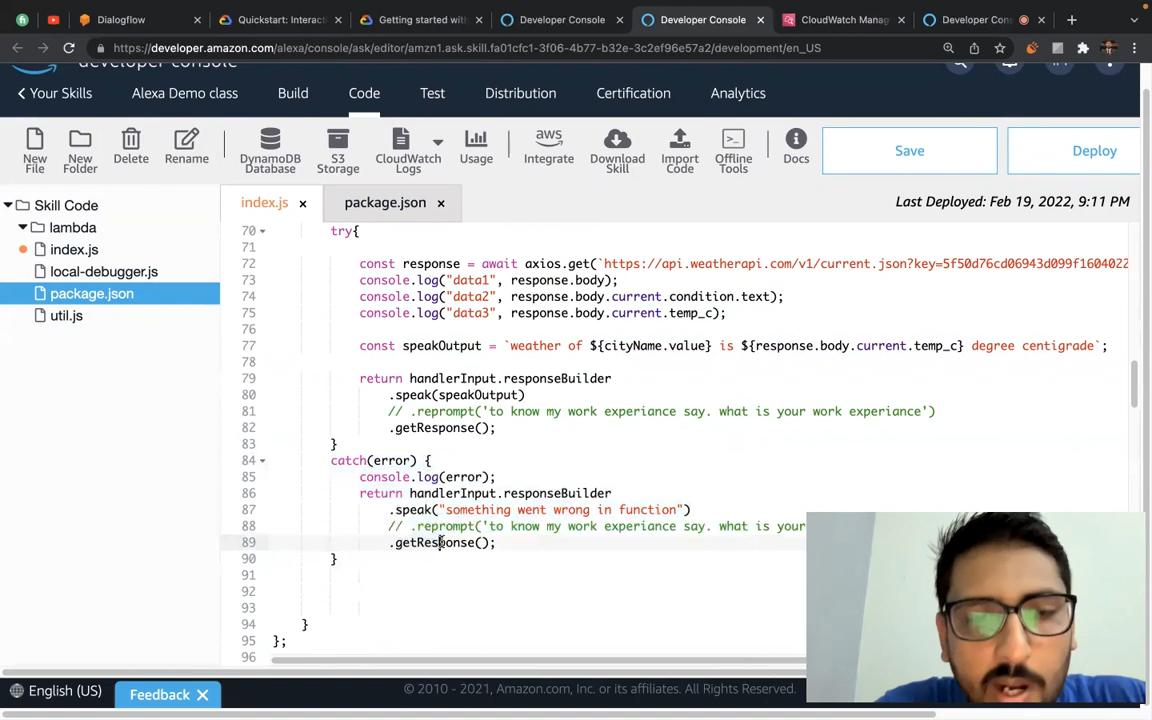 Dialogflow
Quickstart: Interac
Getting started wit
Developer Console
Developer Console
CloudWatch Mana
Developer Con
https://developer.amazon.com/alexa/console/ask/editor/amzn1.ask.skill.fa01cfc1-3f06-4b77-b32e-3c2ef96e57a2/development/en_US
developer console
Your Skills
Alexa Demo class
Build
Code
Test
Distribution
Certification
Analytics
New File
New Folder
Delete
Rename
DynamoDB Database
S3 Storage
CloudWatch Logs
Usage
aws
Integrate
Download Skill
Import Code
Offline Tools
Docs
Save
Deploy
Skill Code
lambda
index.js
local-debugger.js
package.json
util.js
index.js
package.json
Last Deployed: Feb 19, 2022, 9:11 PM
70 try{
71
72 const response = await axios.get(`https://api.weatherapi.com/v1/current.json?key=5f50d76cd06943d099f1604022
73 console.log("data1", response.body);
74 console.log("data2", response.body.current.condition.text);
75 console.log("data3", response.body.current.temp_c);
76
77 const speakOutput = `weather of ${cityName.value} is ${response.body.current.temp_c} degree centigrade`;
78
79 return handlerInput.responseBuilder
80 .speak(speakOutput)
81 // .reprompt('to know my work experiance say. what is your work experiance')
82 .getResponse();
83 }
84 catch(error) {
85 console.log(error);
86 return handlerInput.responseBuilder
87 .speak("something went wrong in function")
88 // .reprompt('to know my work experiance say. what is your
89 .getResponse();
90 }
91
92
93
94 }
95 };
96
English (US)
Feedback
© 2010 - 2021, Amazon.com, Inc. or its affiliates. All Rights Reserved.